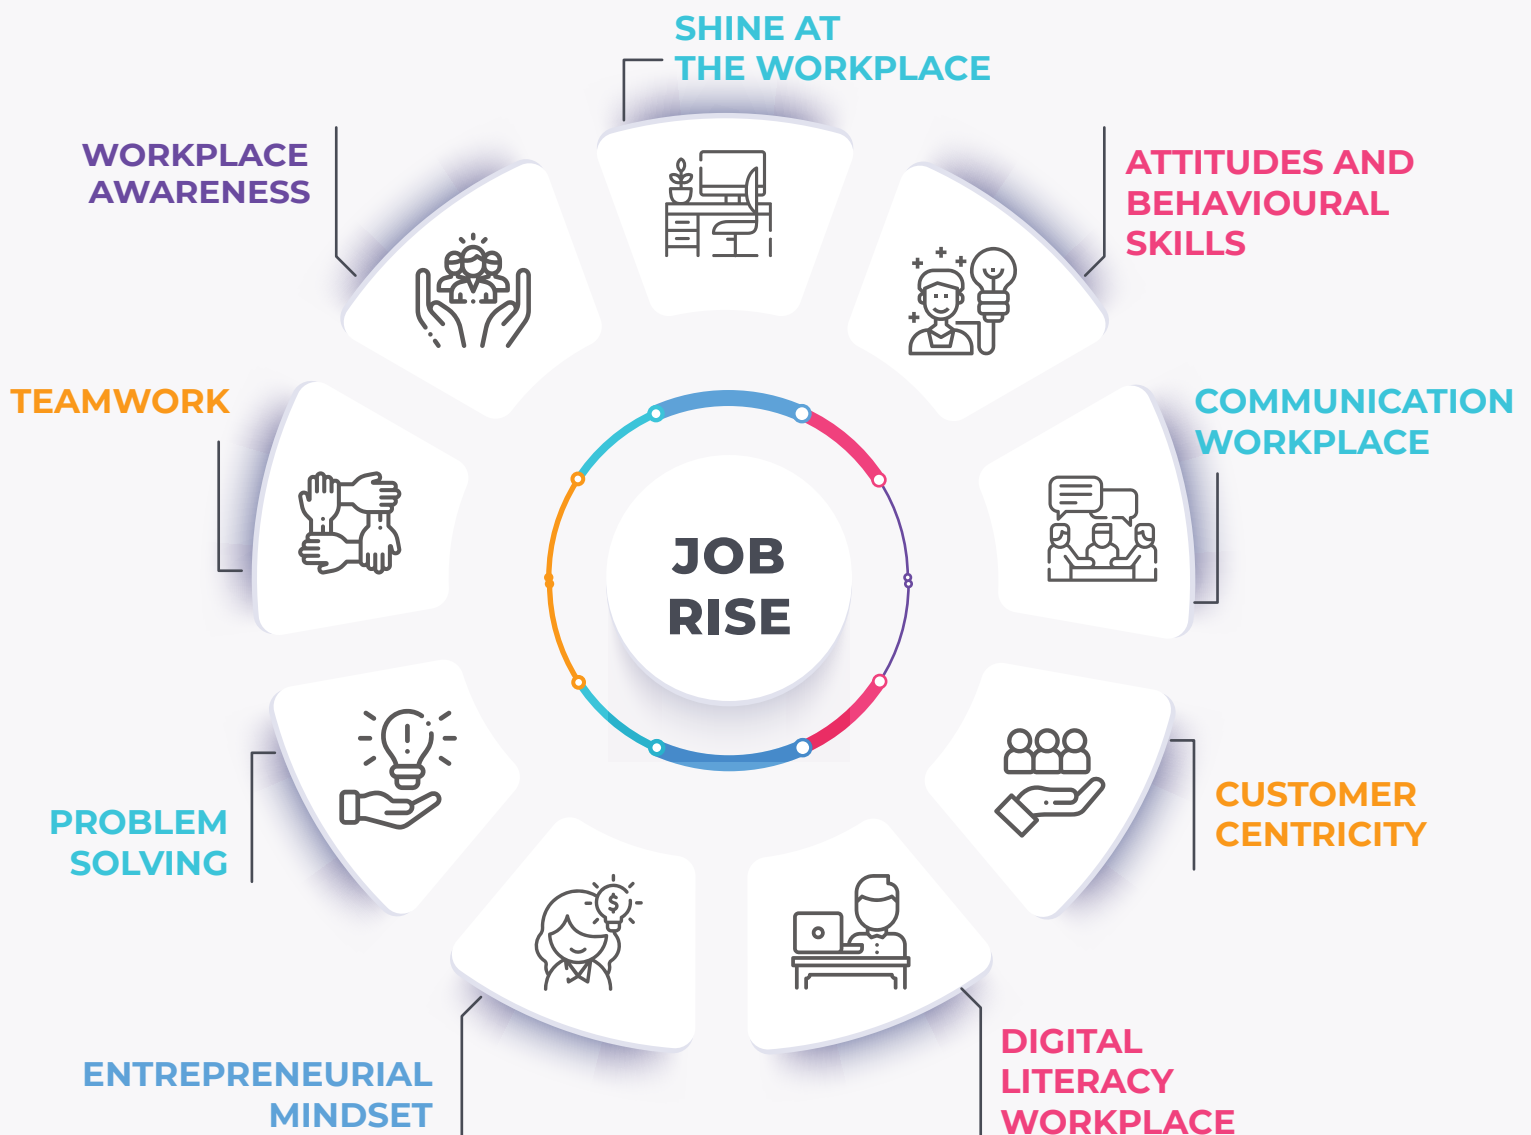 SHINE AT
THE WORKPLACE
WORKPLACE
AWARENESS
ATTITUDES AND
BEHAVIOURAL
SKILLS
TEAMWORK
COMMUNICATION
WORKPLACE
JOB
RISE
PROBLEM
SOLVING
CUSTOMER
CENTRICITY
ENTREPRENEURIAL
MINDSET
DIGITAL
LITERACY
WORKPLACE